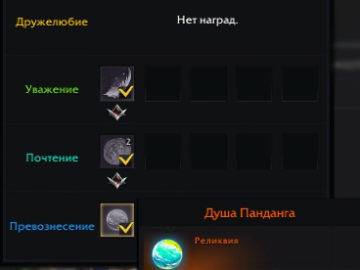 Дружелюбие
Нет наград.
Уважение
2
Почтение
Превознесение
Душа Панданга
Реликвия